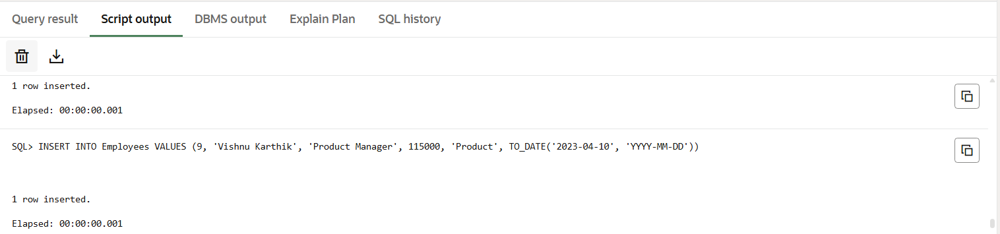 Query result Script output DBMS output Explain Plan SQL history
1 row inserted.
Elapsed: 00:00:00.001
SQL> INSERT INTO Employees VALUES (9, 'Vishnu Karthik', 'Product Manager', 115000, 'Product', TO_DATE('2023-04-10', 'YYYY-MM-DD'))
1 row inserted.
Elapsed: 00:00:00.001